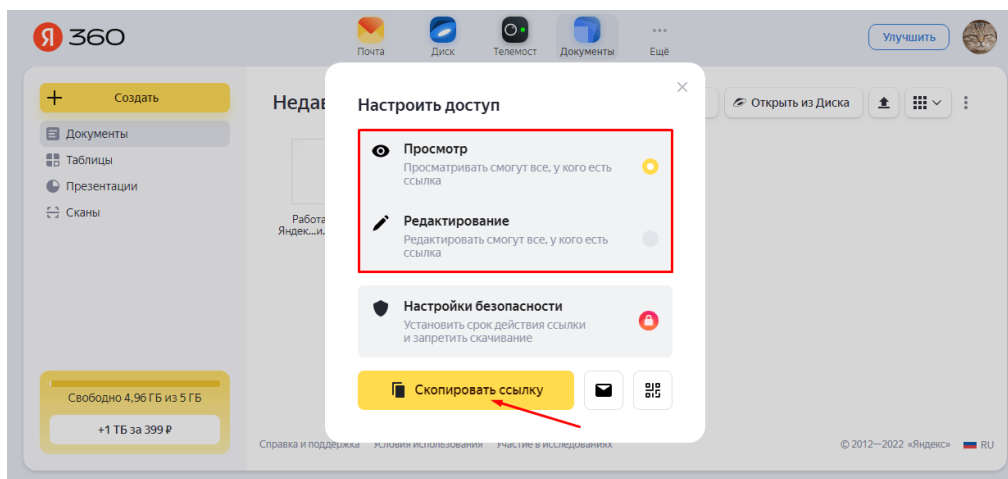 Я 360
Почта
Диск
Телемост
Документы
Ещё
Улучшить
Создать
Документы
Таблицы
Презентации
Сканы
Недав
Открыть из Диска
Работа
Яндек...и.
Настроить доступ
Просмотр
Просматривать смогут все, у кого есть
ссылка
Редактирование
Редактировать смогут все, у кого есть
ссылка
Настройки безопасности
Установить срок действия ссылки
и запретить скачивание
Скопировать ссылку
Свободно 4,96 ГБ из 5 ГБ
+1 ТБ за 399 ₽
Справка и поддержка
Условия использования
Участие в исследованиях
© 2012—2022 «Яндекс»
RU